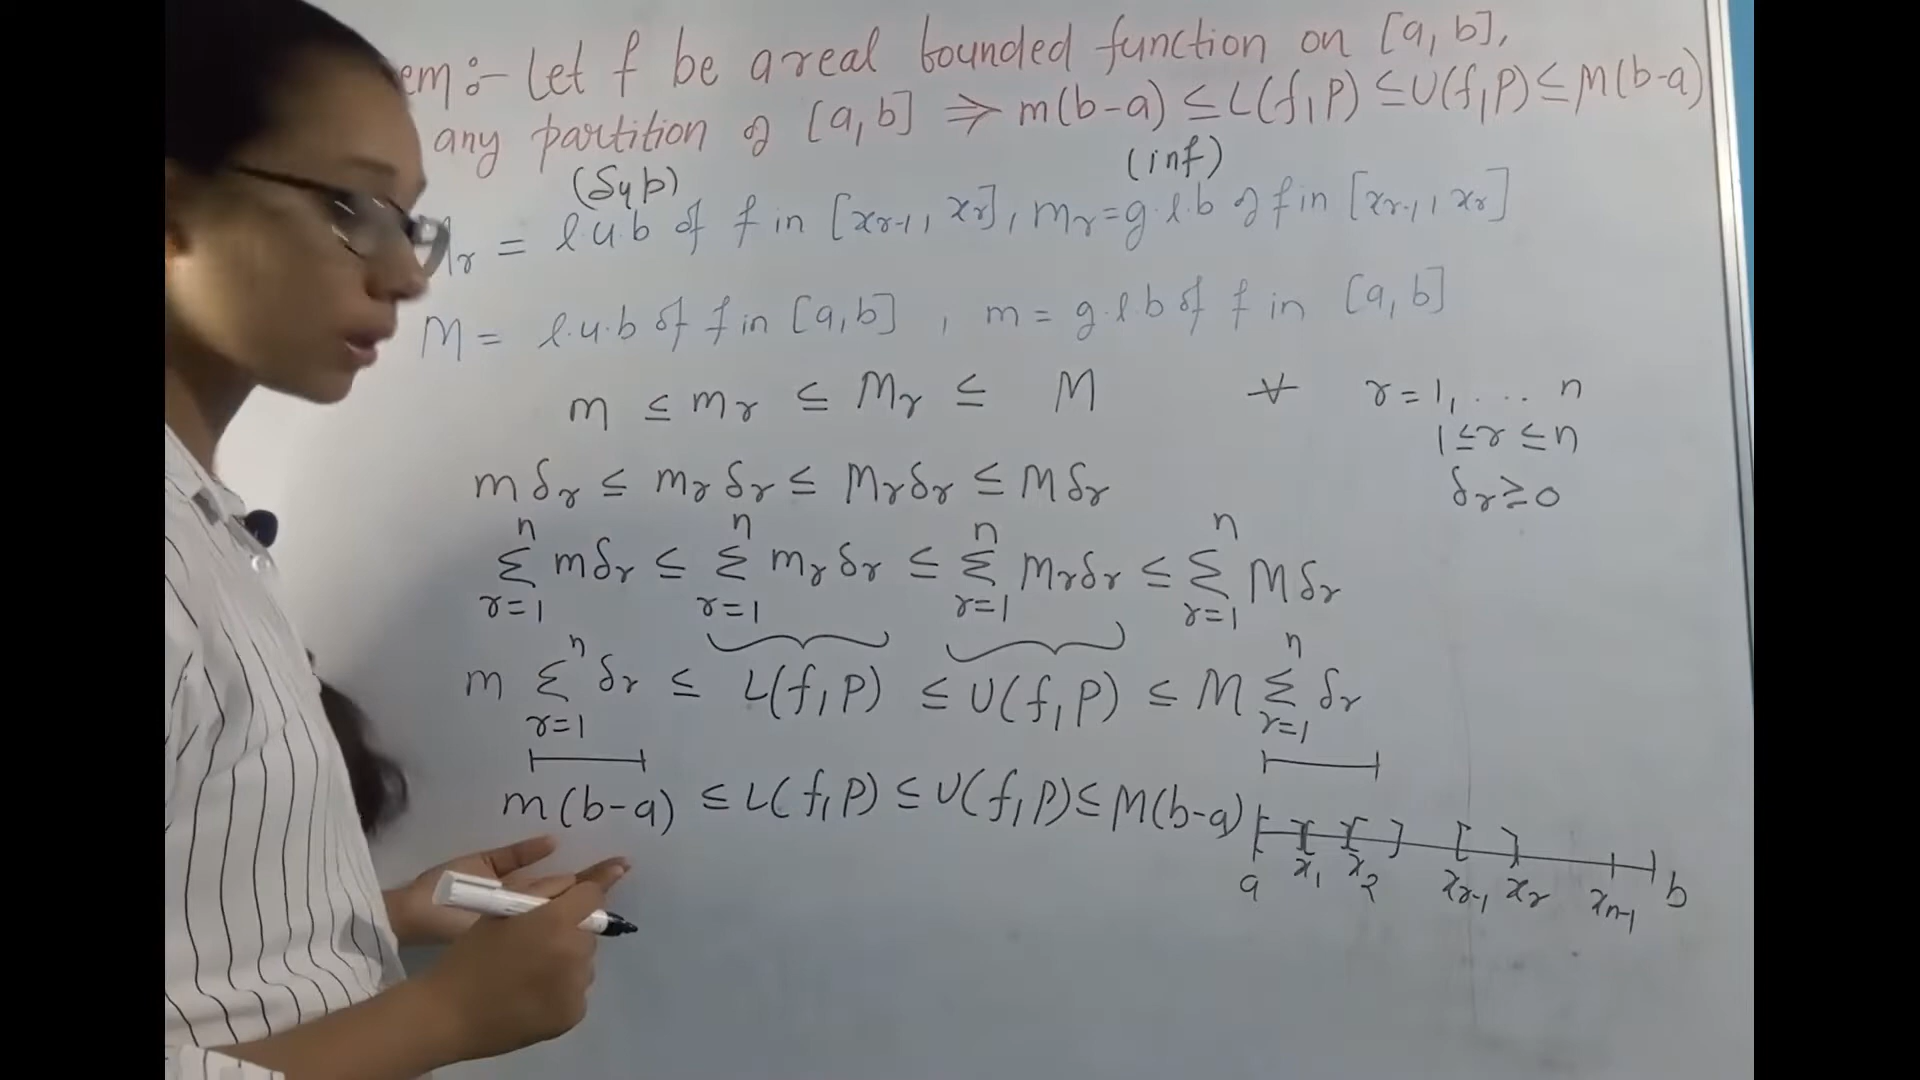 em :- Let f be a real bounded function on [a, b],
any partition of [a, b] ⇒ m(b-a) ≤ L(f, P) ≤ U(f, P) ≤ M(b-a)
(Sup) (inf)
Mᵣ = l.u.b of f in [xᵣ₋₁, xᵣ], mᵣ = g.l.b of f in [xᵣ₋₁, xᵣ]
M = l.u.b of f in [a, b] , m = g.l.b of f in [a, b]
m ≤ mᵣ ≤ Mᵣ ≤ M ∀ r = 1, ... n
1 ≤ r ≤ n
mδᵣ ≤ mᵣδᵣ ≤ Mᵣδᵣ ≤ Mδᵣ δᵣ ≥ 0
n n n n
Σ mδᵣ ≤ Σ mᵣδᵣ ≤ Σ Mᵣδᵣ ≤ Σ Mδᵣ
r=1 r=1 r=1 r=1
n n
m Σ δᵣ ≤ L(f, P) ≤ U(f, P) ≤ M Σ δᵣ
r=1 r=1
m(b-a) ≤ L(f, P) ≤ U(f, P) ≤ M(b-a)
a x₁ x₂ xᵣ₋₁ xᵣ xₙ₋₁ b